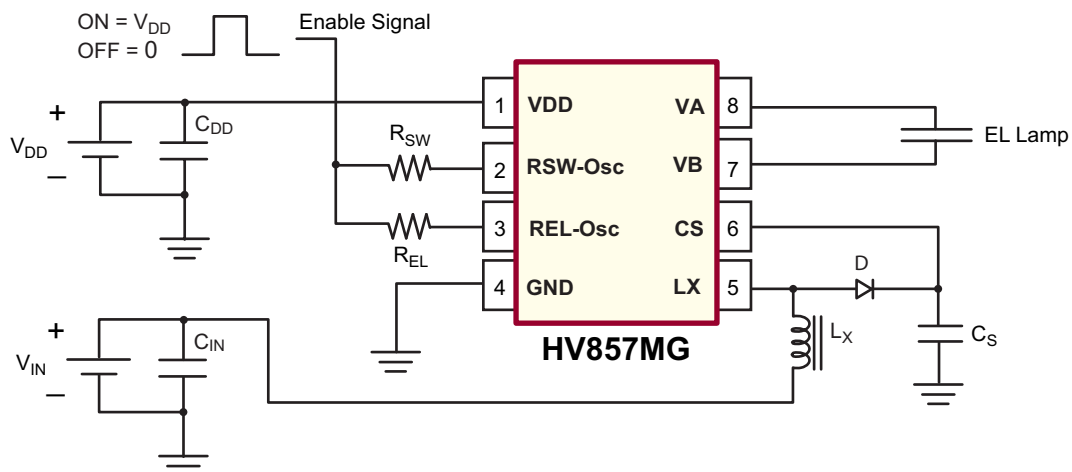 ON = VDD
OFF = 0
Enable Signal
+
VDD
–
CDD
RSW
REL
1 VDD
2 RSW-Osc
3 REL-Osc
4 GND
VA 8
VB 7
CS 6
LX 5
EL Lamp
D
LX
CS
HV857MG
+
VIN
–
CIN